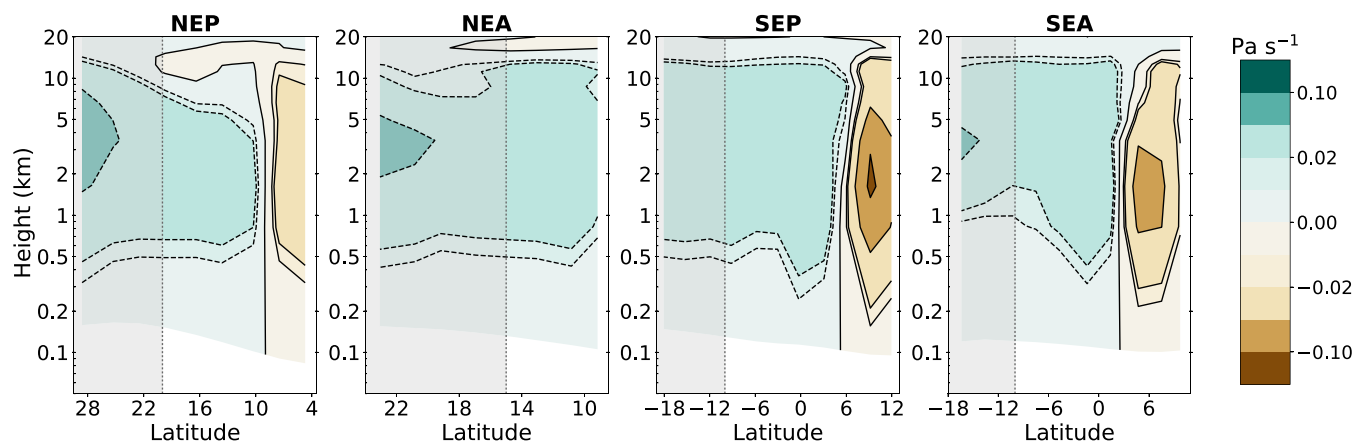 NEP NEA SEP SEA
Pa s⁻¹
Height (km)
20 20 20 20
10 10 10 10
5 5 5 5
2 2 2 2
1 1 1 1
0.5 0.5 0.5 0.5
0.2 0.2 0.2 0.2
0.1 0.1 0.1 0.1
0.10
0.02
0.00
−0.02
−0.10
28 22 16 10 4 22 18 14 10 −18 −12 −6 0 6 12 −18 −12 −6 0 6
Latitude Latitude Latitude Latitude